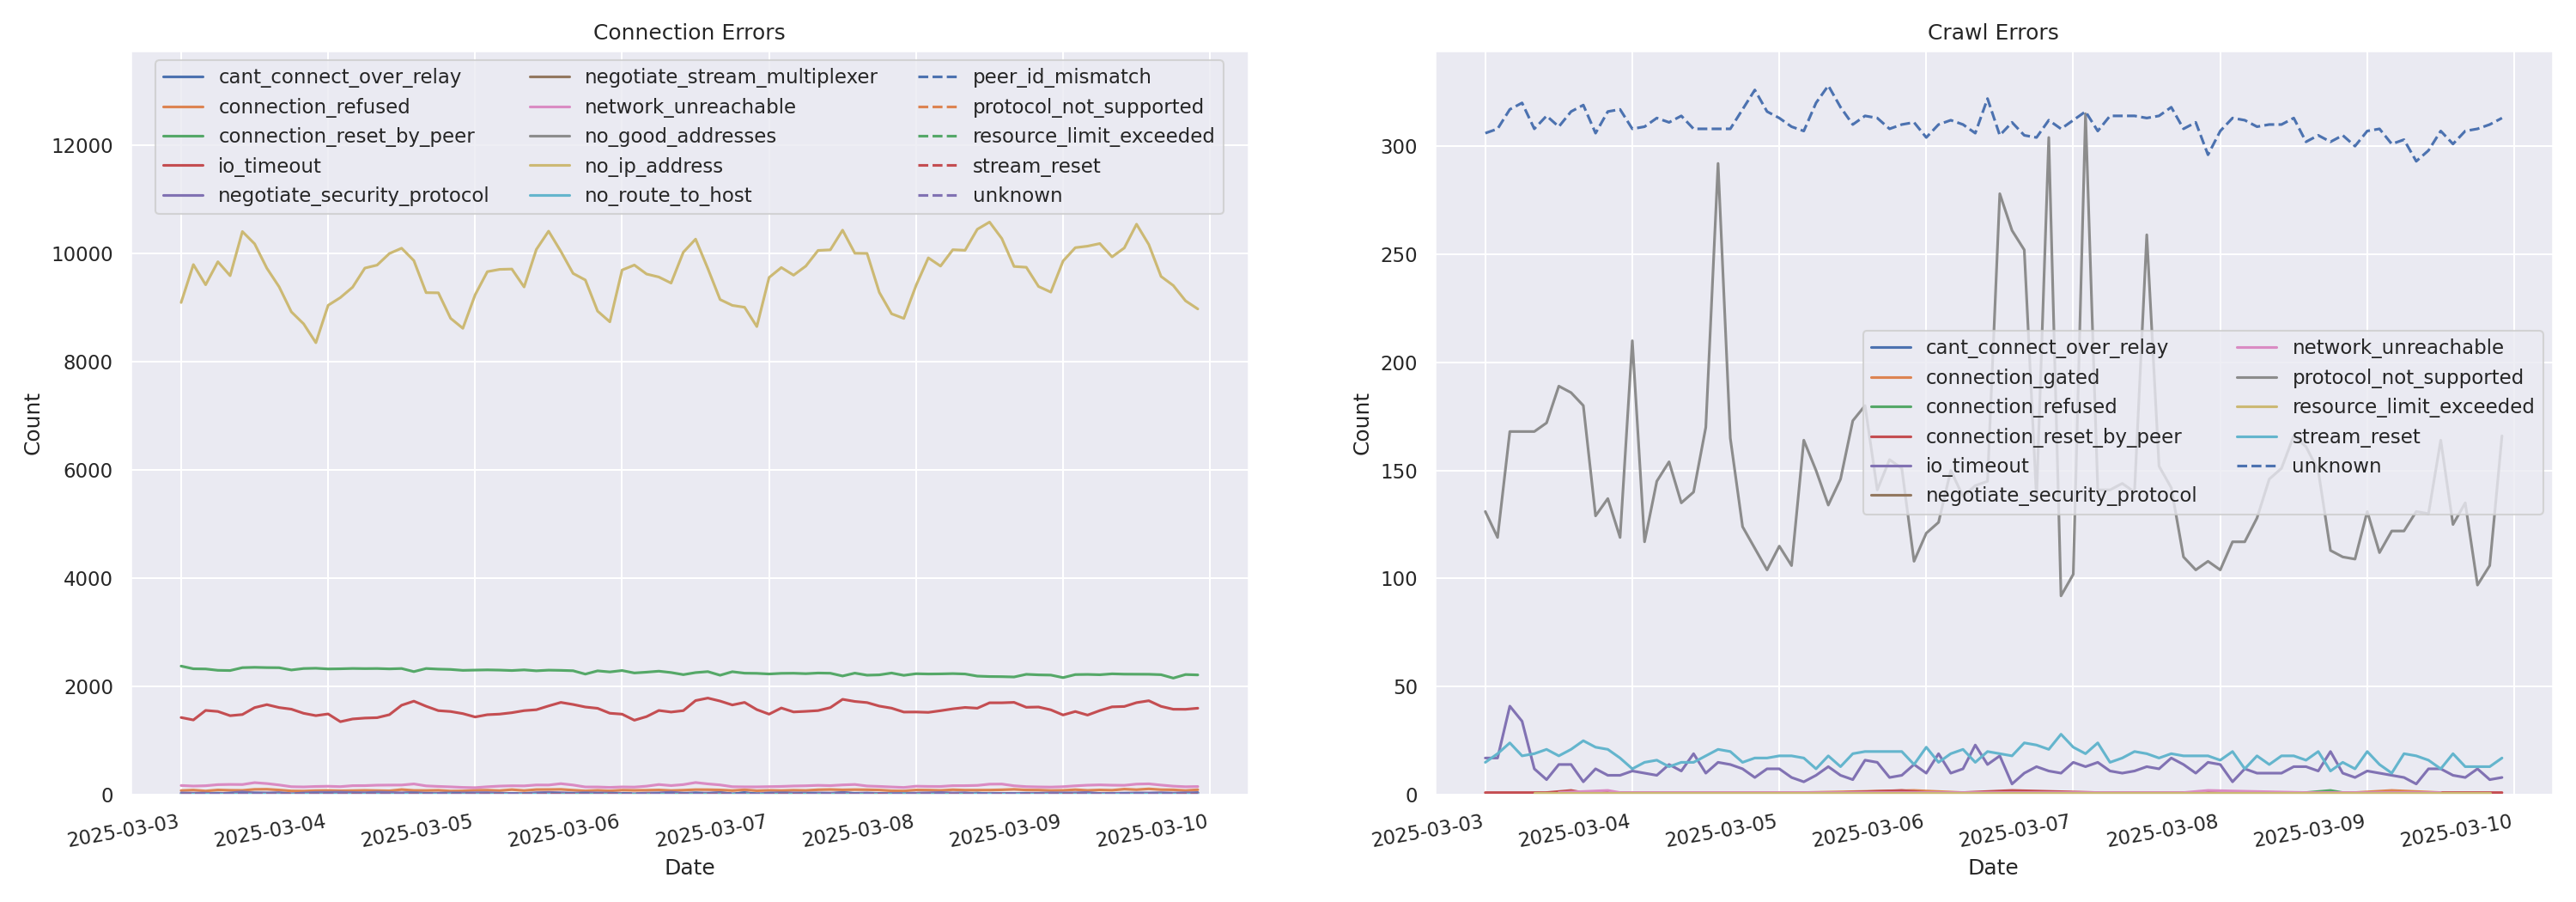 Connection Errors
cant_connect_over_relay
connection_refused
connection_reset_by_peer
io_timeout
negotiate_security_protocol
negotiate_stream_multiplexer
network_unreachable
no_good_addresses
no_ip_address
no_route_to_host
peer_id_mismatch
protocol_not_supported
resource_limit_exceeded
stream_reset
unknown
Count
12000
10000
8000
6000
4000
2000
0
2025-03-03
2025-03-04
2025-03-05
2025-03-06
2025-03-07
2025-03-08
2025-03-09
2025-03-10
Date
Crawl Errors
Count
300
250
200
150
100
50
0
cant_connect_over_relay
connection_gated
connection_refused
connection_reset_by_peer
io_timeout
negotiate_security_protocol
network_unreachable
protocol_not_supported
resource_limit_exceeded
stream_reset
unknown
2025-03-03
2025-03-04
2025-03-05
2025-03-06
2025-03-07
2025-03-08
2025-03-09
2025-03-10
Date